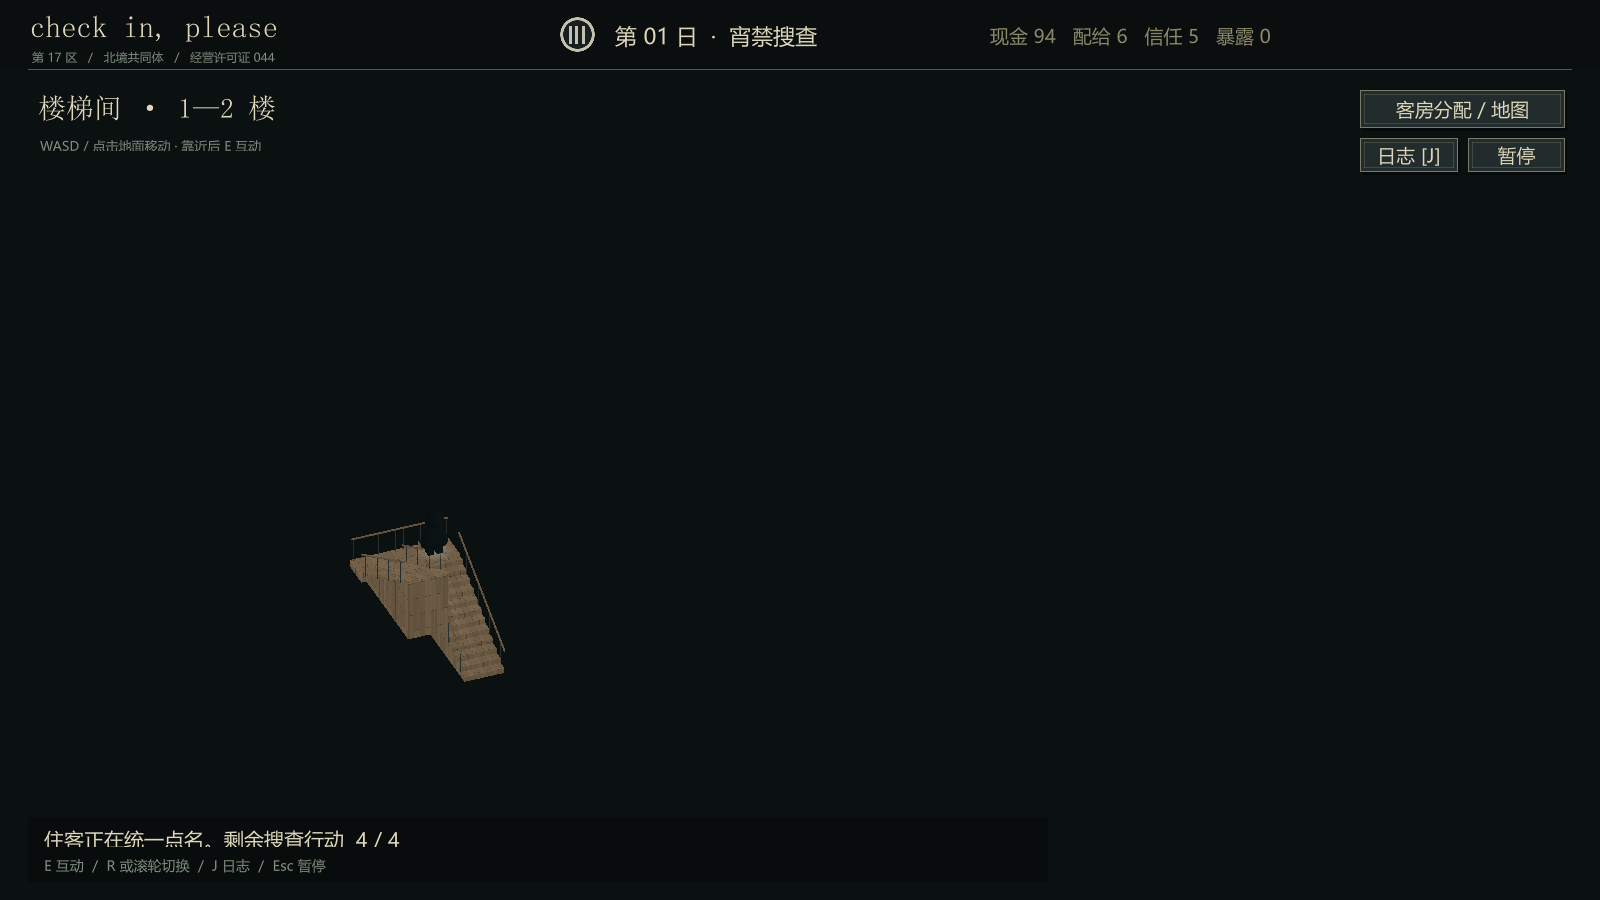 check in, please
第 17 区 / 北境共同体 / 经营许可证 044
第 01 日 · 宵禁搜查
现金 94 配给 6 信任 5 暴露 0
楼梯间 · 1—2 楼
WASD / 点击地面移动 · 靠近后 E 互动
客房分配 / 地图
日志 [J]
暂停
住客正在统一点名。剩余搜查行动 4 / 4
E 互动 / R 或滚轮切换 / J 日志 / Esc 暂停